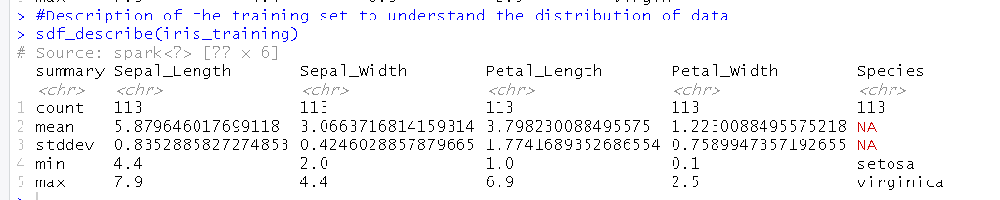 > #Description of the training set to understand the distribution of data
> sdf_describe(iris_training)
# Source: spark<?> [?? x 6]
summary Sepal_Length Sepal_Width Petal_Length Petal_Width Species
<chr> <chr> <chr> <chr> <chr> <chr>
1 count 113 113 113 113 113
2 mean 5.879646017699118 3.0663716814159314 3.798230088495575 1.2230088495575218 NA
3 stddev 0.8352885827274853 0.4246028857879665 1.7741689352686554 0.7589947357192655 NA
4 min 4.4 2.0 1.0 0.1 setosa
5 max 7.9 4.4 6.9 2.5 virginica
>